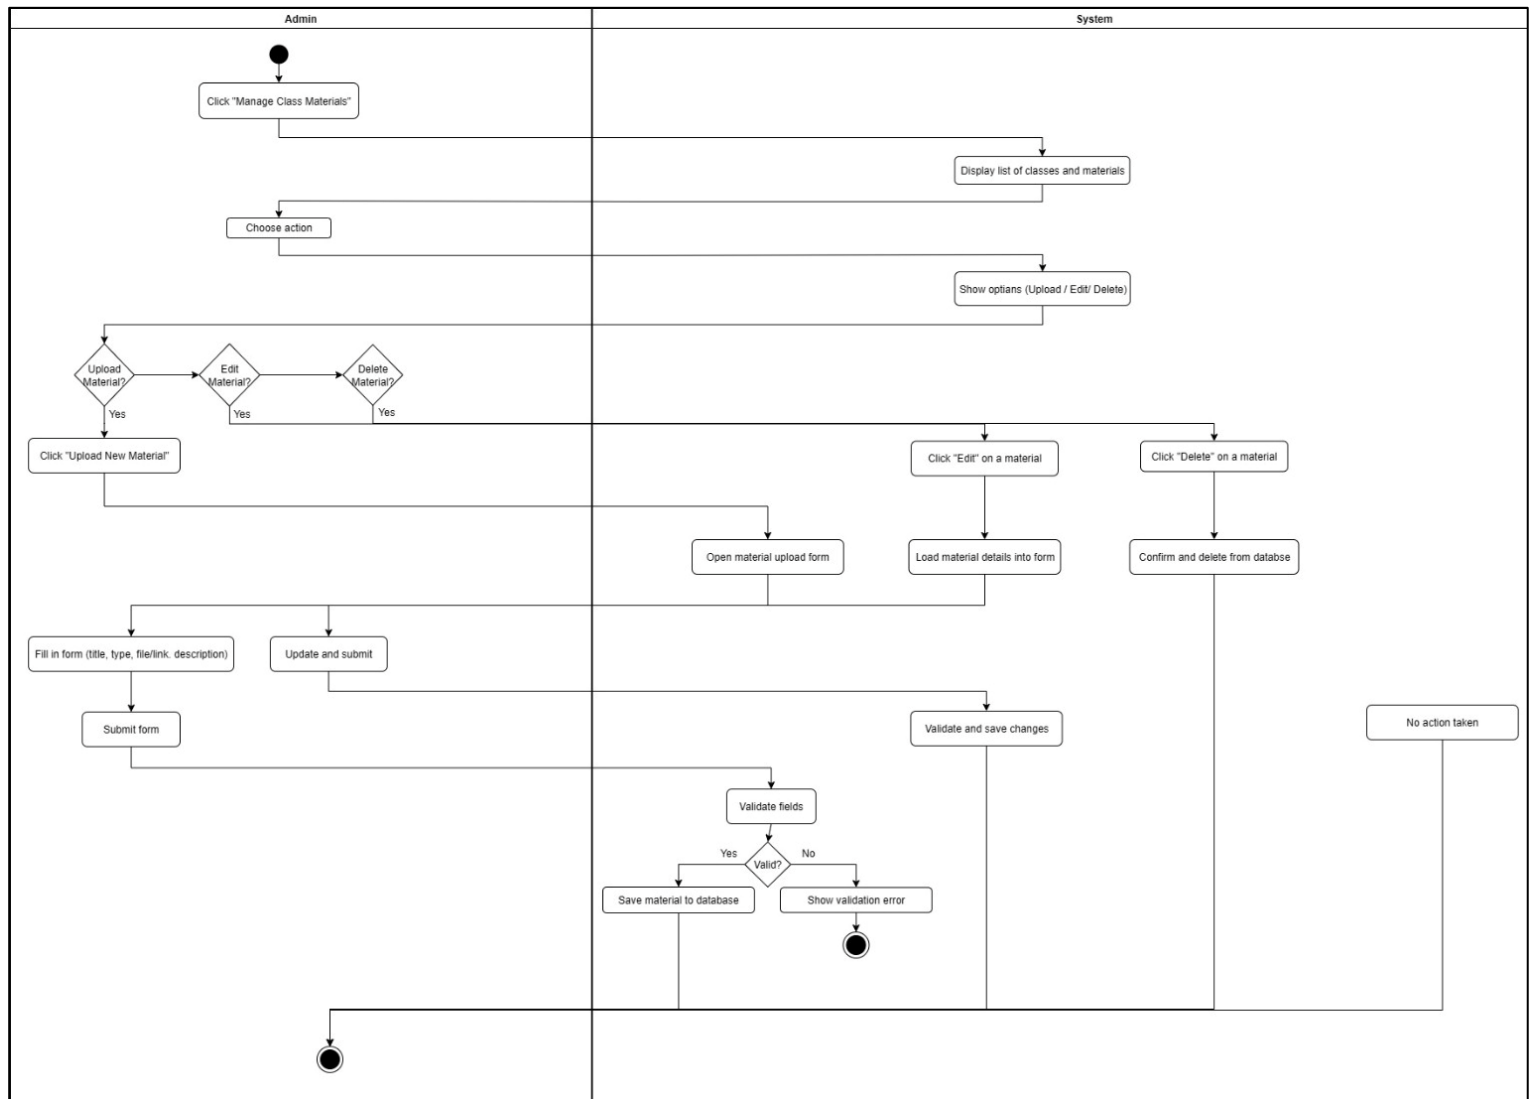 Admin
System
Click "Manage Class Materials"
Display list of classes and materials
Choose action
Show optians (Upload / Edit/ Delete)
Upload
Material?
Edit
Material?
Delete
Material?
Yes
Yes
Yes
Click "Upload New Material"
Click "Edit" on a material
Click "Delete" on a material
Open material upload form
Load material details into form
Confirm and delete from databse
Fill in form (title, type, file/link. description)
Update and submit
Submit form
Validate and save changes
No action taken
Validate fields
Yes
No
Valid?
Save material to database
Show validation error